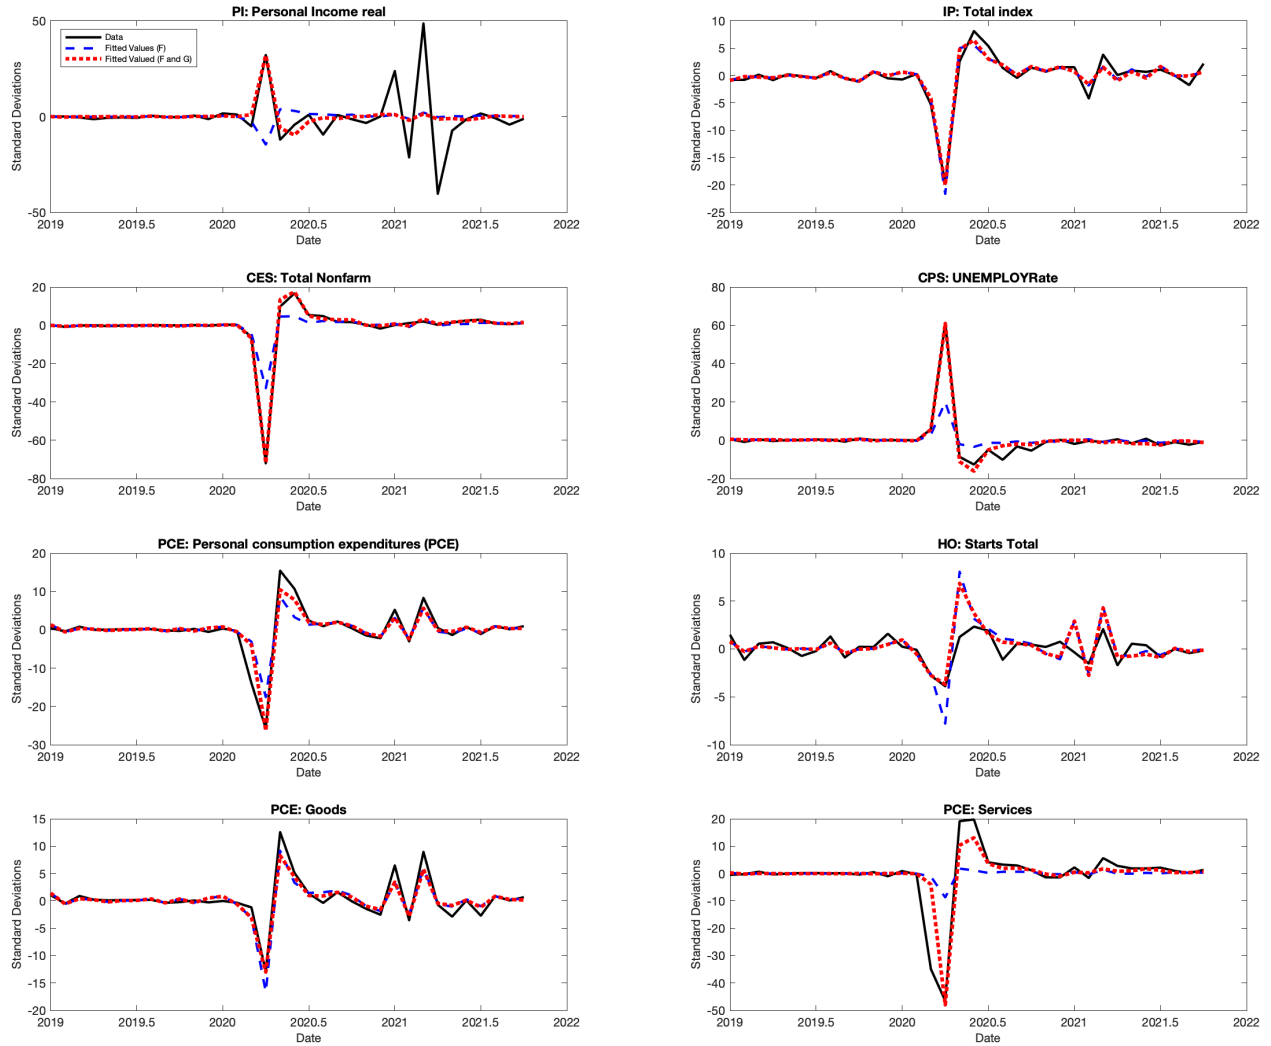 PI: Personal Income real
50
0
-50
Standard Deviations
Data
Fitted Values (F)
Fitted Valued (F and G)
2019 2019.5 2020 2020.5 2021 2021.5 2022
Date
IP: Total index
10
5
0
-5
-10
-15
-20
-25
Standard Deviations
2019 2019.5 2020 2020.5 2021 2021.5 2022
Date
CES: Total Nonfarm
20
0
-20
-40
-60
-80
Standard Deviations
2019 2019.5 2020 2020.5 2021 2021.5 2022
Date
CPS: UNEMPLOYRate
80
60
40
20
0
-20
Standard Deviations
2019 2019.5 2020 2020.5 2021 2021.5 2022
Date
PCE: Personal consumption expenditures (PCE)
20
10
0
-10
-20
-30
Standard Deviations
2019 2019.5 2020 2020.5 2021 2021.5 2022
Date
HO: Starts Total
10
5
0
-5
-10
Standard Deviations
2019 2019.5 2020 2020.5 2021 2021.5 2022
Date
PCE: Goods
15
10
5
0
-5
-10
-15
-20
Standard Deviations
2019 2019.5 2020 2020.5 2021 2021.5 2022
Date
PCE: Services
20
10
0
-10
-20
-30
-40
-50
Standard Deviations
2019 2019.5 2020 2020.5 2021 2021.5 2022
Date